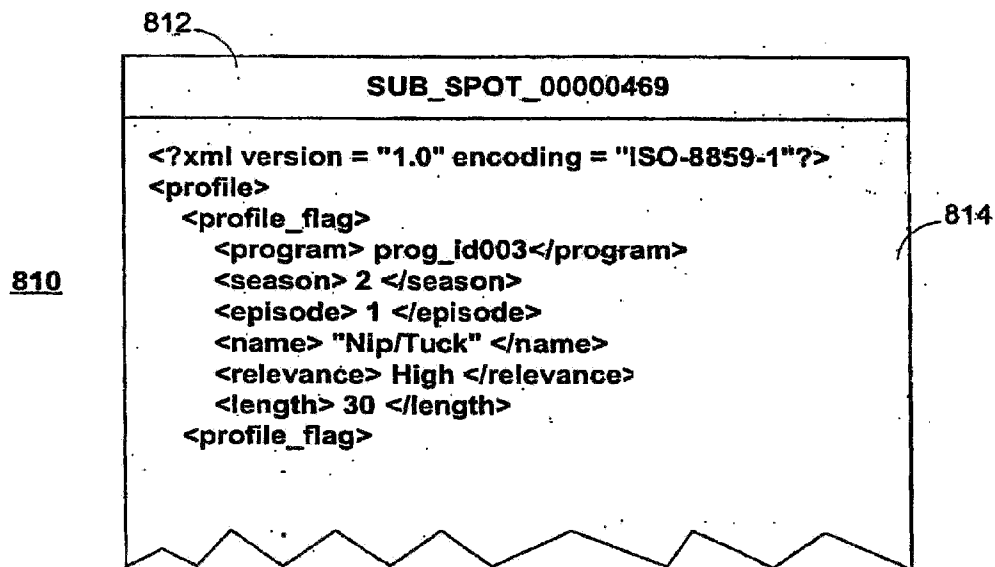 812
SUB_SPOT_00000469
<?xml version = "1.0" encoding = "ISO-8859-1"?>
<profile>
<profile_flag>
814
<program> prog_id003</program>
810
<season> 2 </season>
<episode> 1 </episode>
<name> "Nip/Tuck" </name>
<relevance> High </relevance>
<length> 30 </length>
<profile_flag>